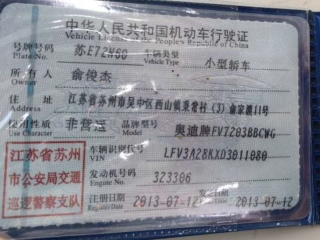 中华人民共和国机动车行驶证
Vehicle License of the People's Republic of China
号牌号码 苏E72W60 车辆类型 小型轿车
Plate No. Vehicle Type
所有人 俞俊杰
Owner
住址 江苏省苏州市吴中区西山镇秉常村(3)俞家渡11号
Address
使用性质 非营运 品牌型号 奥迪牌FV7203BBCWG
Use Character Model
江苏省苏州
市公安局交通
巡逻警察支队
车辆识别代号 LFV3A28KXD3011080
VIN
发动机号码 323306
Engine No.
注册日期 2013-07-12 发证日期 2013-07-12
Register Date Issue Date